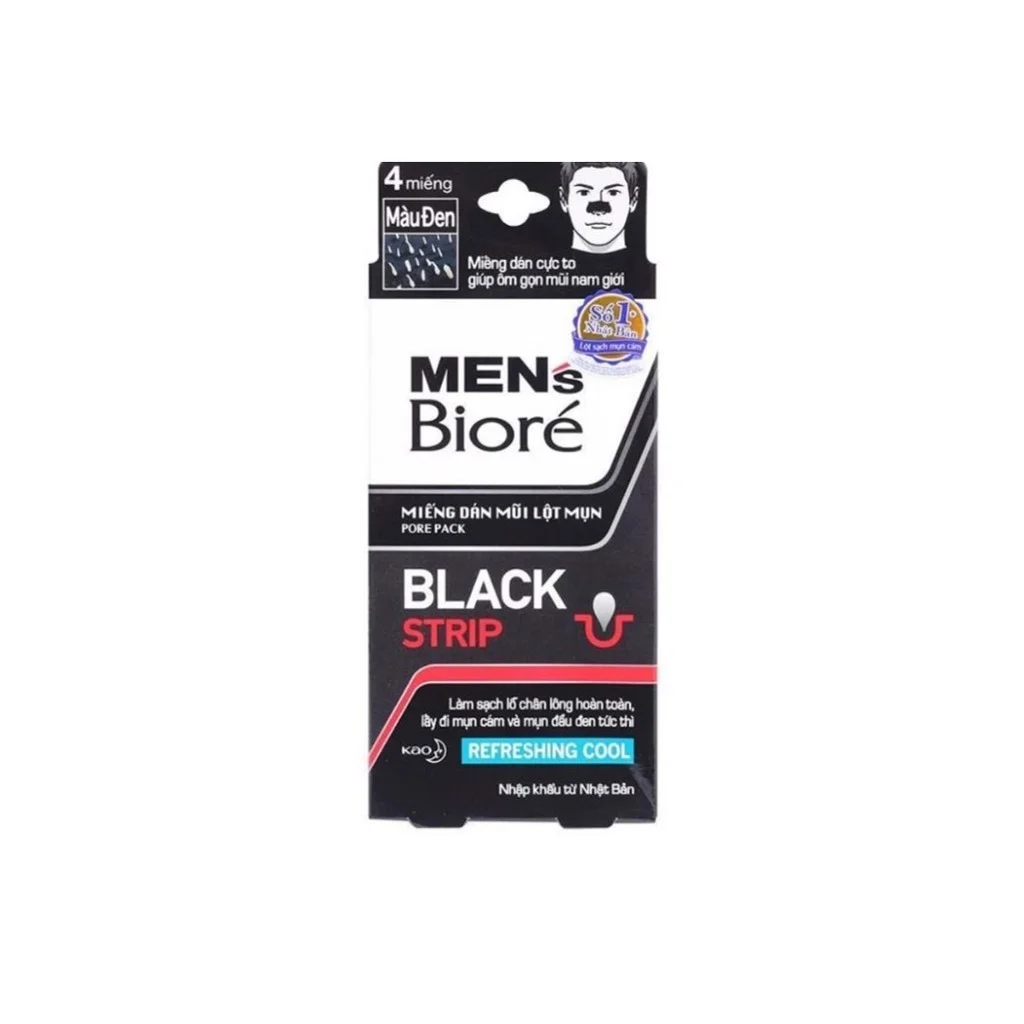 4 miếng
Màu Đen
Miếng dán cực to
giúp ôm gọn mũi nam giới
Số 1*
Nhật Bản
Lột sạch mụn cám
MEN's
Bioré
MIẾNG DÁN MŨI LỘT MỤN
PORE PACK
BLACK
STRIP
Làm sạch lỗ chân lông hoàn toàn,
lấy đi mụn cám và mụn đầu đen tức thì
Kao
REFRESHING COOL
Nhập khẩu từ Nhật Bản